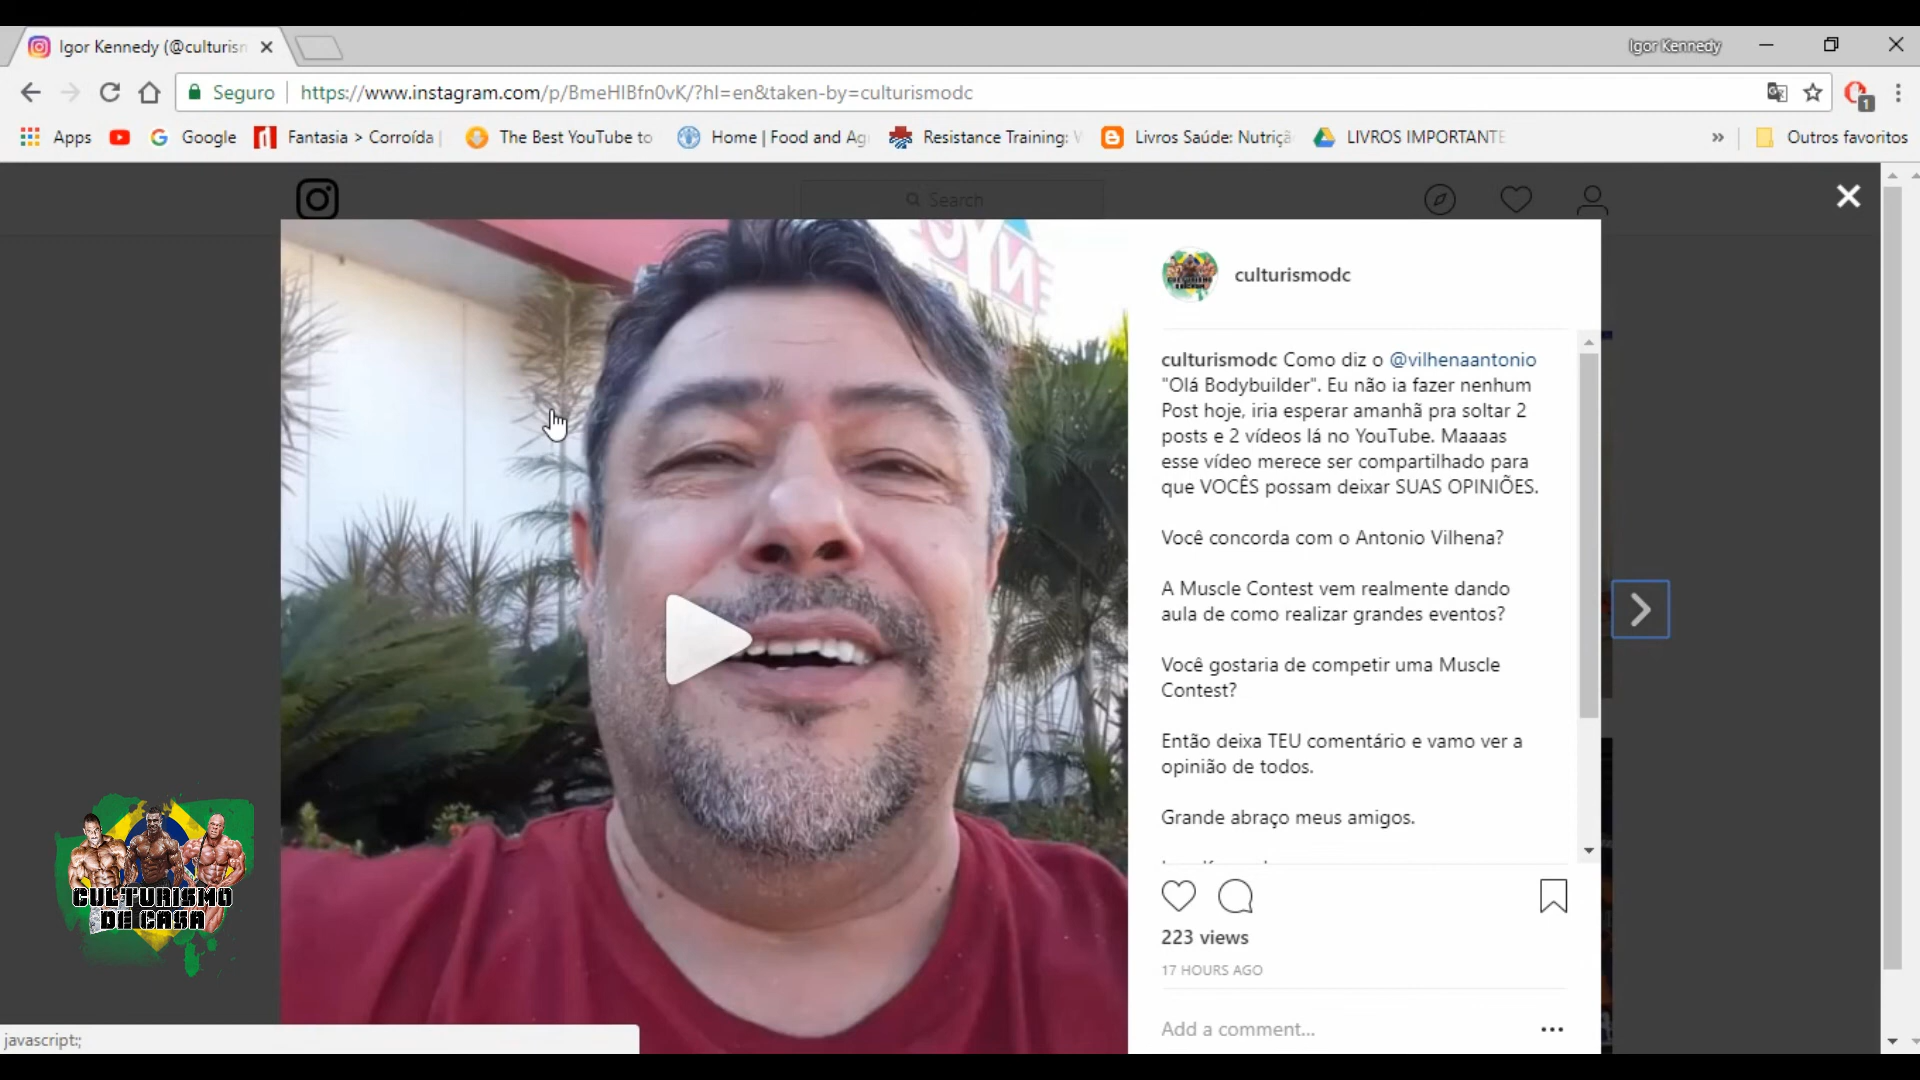 Igor Kennedy (@culturism
Igor Kennedy
Seguro
https://www.instagram.com/p/BmeHIBfn0vK/?hl=en&taken-by=culturismodc
1
Apps
Google
Fantasia > Corroída |
The Best YouTube to
Home | Food and Ag
Resistance Training:
Livros Saúde: Nutriçã
LIVROS IMPORTANTE
»
Outros favoritos
Search
culturismodc
culturismodc Como diz o @vilhenaantonio
"Olá Bodybuilder". Eu não ia fazer nenhum
Post hoje, iria esperar amanhã pra soltar 2
posts e 2 vídeos lá no YouTube. Maaaas
esse vídeo merece ser compartilhado para
que VOCÊS possam deixar SUAS OPINIÕES.
Você concorda com o Antonio Vilhena?
A Muscle Contest vem realmente dando
aula de como realizar grandes eventos?
Você gostaria de competir uma Muscle
Contest?
Então deixa TEU comentário e vamo ver a
opinião de todos.
Grande abraço meus amigos.
223 views
17 HOURS AGO
Add a comment...
CULTURISMO
DE CASA
javascript:;